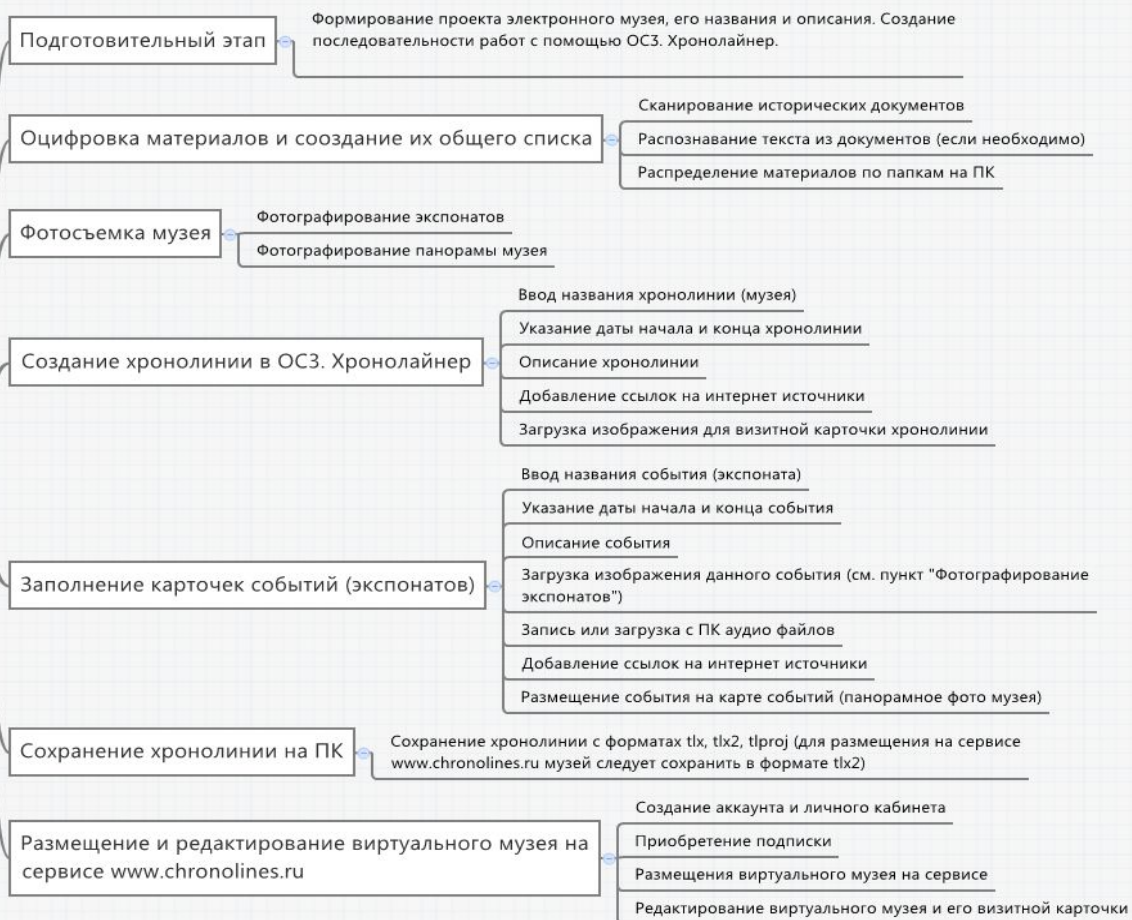 Подготовительный этап
Формирование проекта электронного музея, его названия и описания. Создание
последовательности работ с помощью ОС3. Хронолайнер.
Оцифровка материалов и сооздание их общего списка
Сканирование исторических документов
Распознавание текста из документов (если необходимо)
Распределение материалов по папкам на ПК
Фотосъемка музея
Фотографирование экспонатов
Фотографирование панорамы музея
Создание хронолинии в ОС3. Хронолайнер
Ввод названия хронолинии (музея)
Указание даты начала и конца хронолинии
Описание хронолинии
Добавление ссылок на интернет источники
Загрузка изображения для визитной карточки хронолинии
Заполнение карточек событий (экспонатов)
Ввод названия события (экспоната)
Указание даты начала и конца события
Описание события
Загрузка изображения данного события (см. пункт "Фотографирование
экспонатов")
Запись или загрузка с ПК аудио файлов
Добавление ссылок на интернет источники
Размещение события на карте событий (панорамное фото музея)
Сохранение хронолинии на ПК
Сохранение хронолинии с форматах tlx, tlx2, tlproj (для размещения на сервисе
www.chronolines.ru музей следует сохранить в формате tlx2)
Размещение и редактирование виртуального музея на
сервисе www.chronolines.ru
Создание аккаунта и личного кабинета
Приобретение подписки
Размещения виртуального музея на сервисе
Редактирование виртуального музея и его визитной карточки